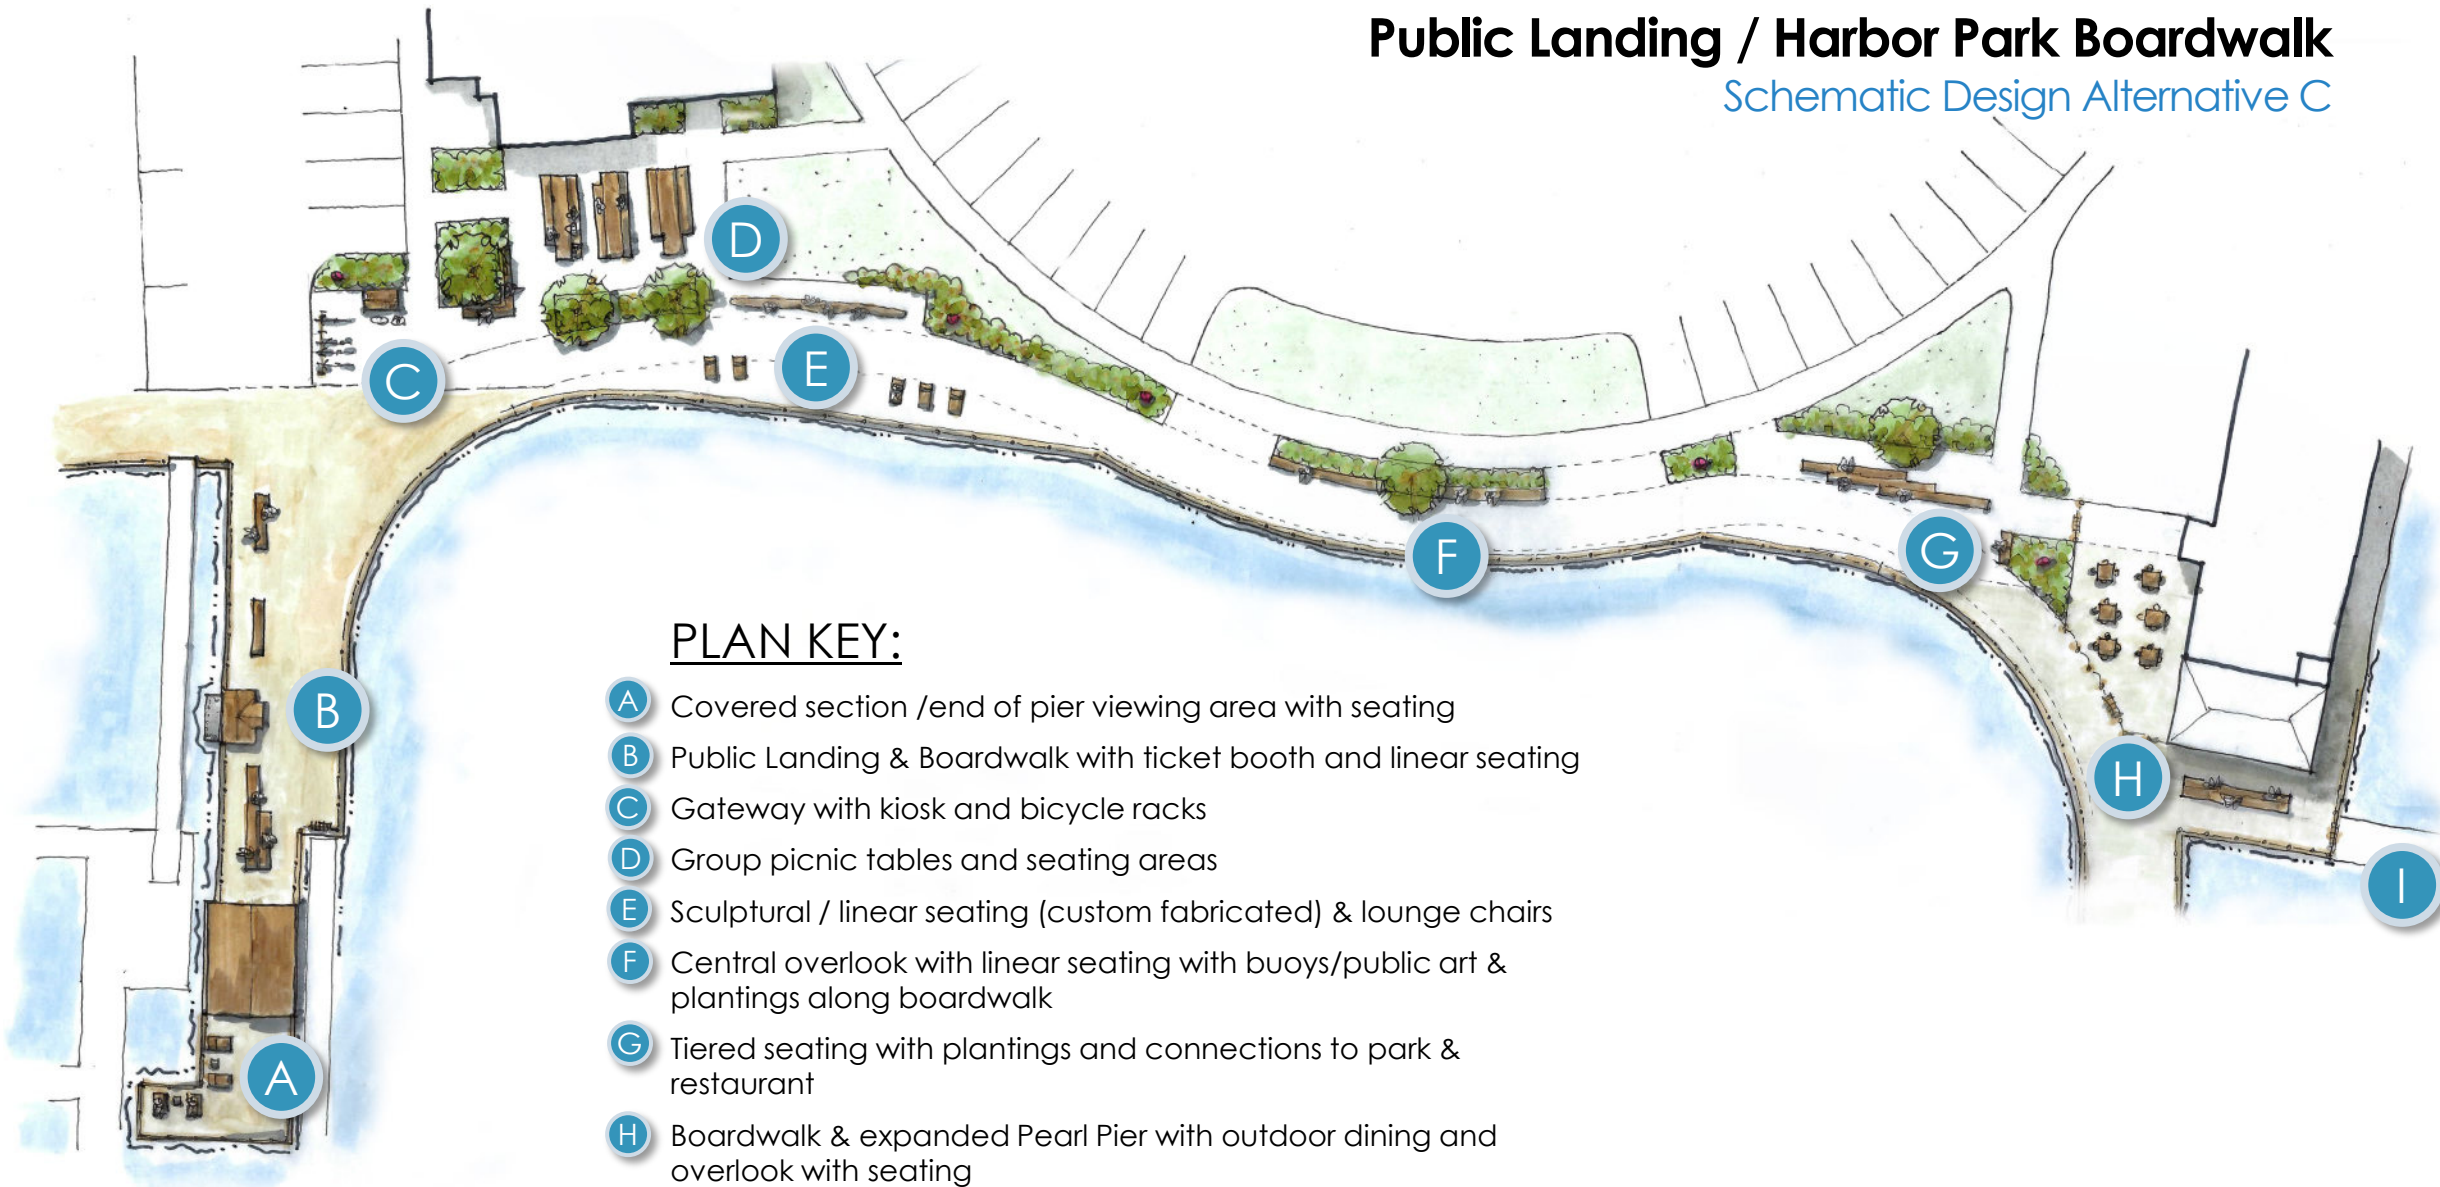 Public Landing / Harbor Park Boardwalk
Schematic Design Alternative C
D
E
C
F
G
B
H
I
A
PLAN KEY:
A Covered section /end of pier viewing area with seating
B Public Landing & Boardwalk with ticket booth and linear seating
C Gateway with kiosk and bicycle racks
D Group picnic tables and seating areas
E Sculptural / linear seating (custom fabricated) & lounge chairs
F Central overlook with linear seating with buoys/public art &
plantings along boardwalk
G Tiered seating with plantings and connections to park &
restaurant
H Boardwalk & expanded Pearl Pier with outdoor dining and
overlook with seating